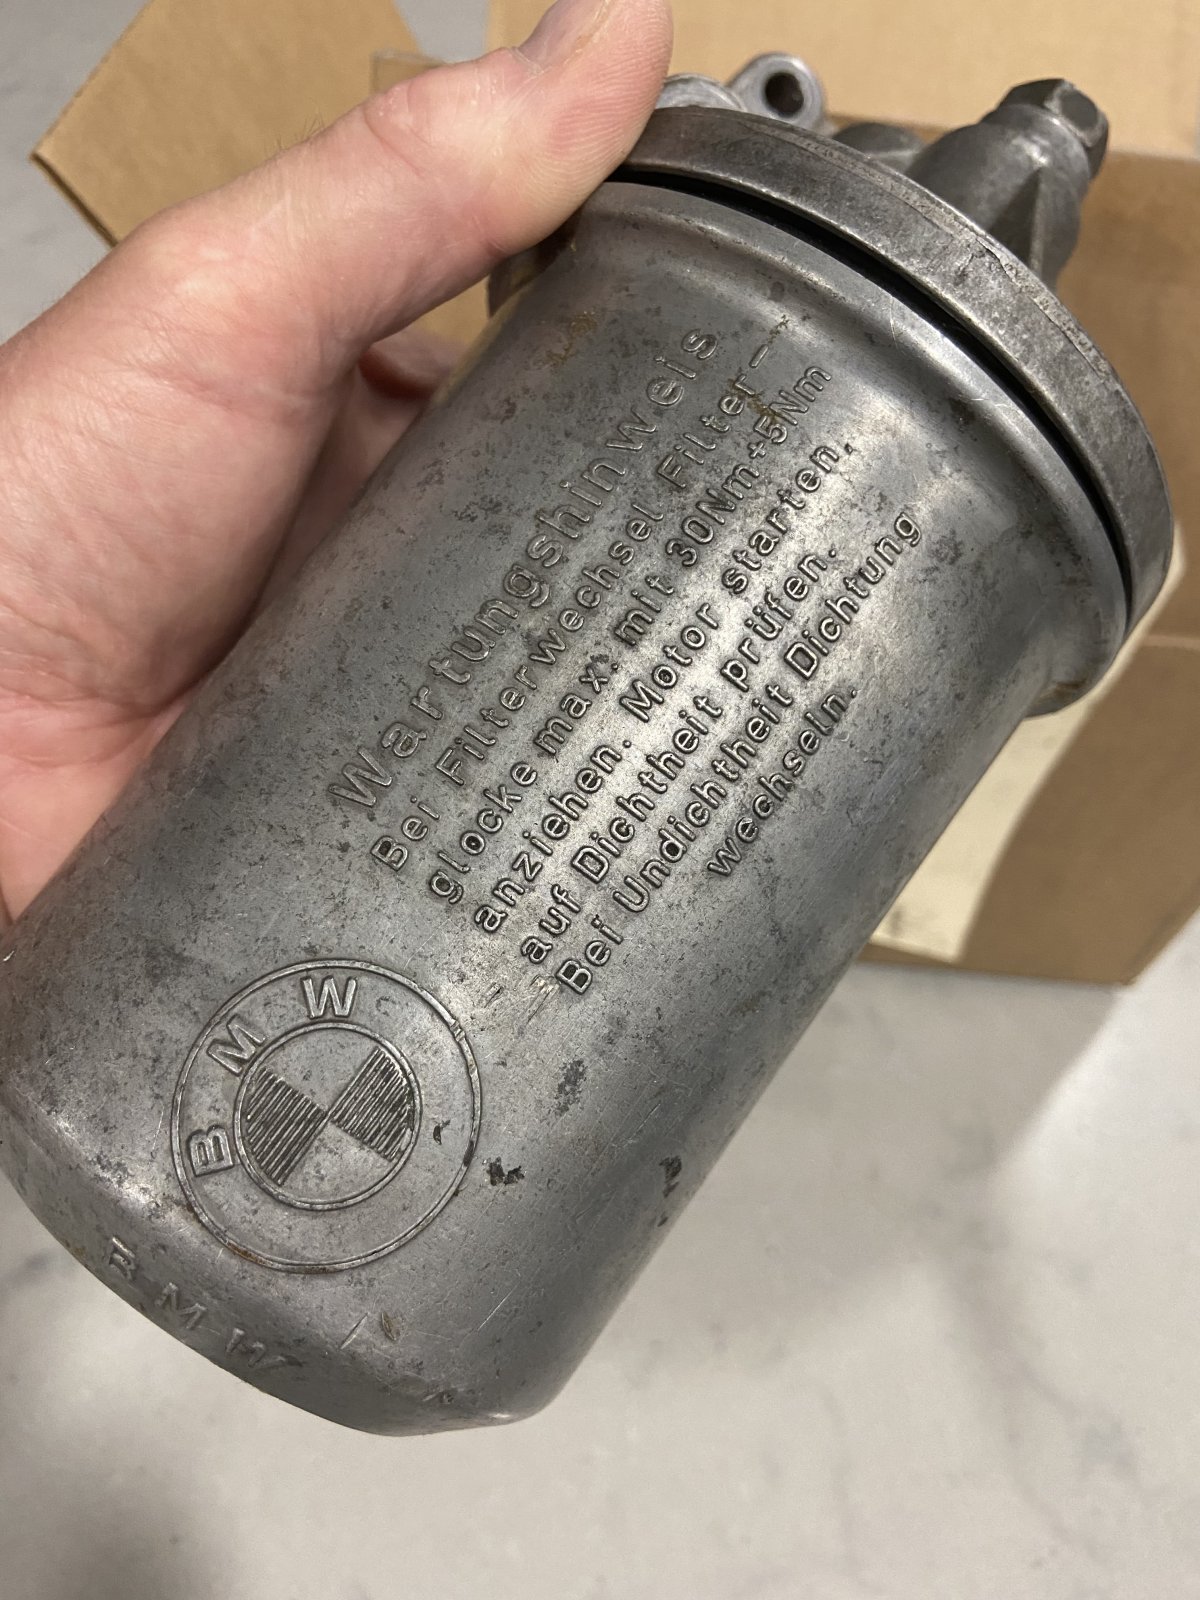 Wartungshinweis
Bei Filterwechsel Filter-
glocke max. mit 30Nm+5Nm
anziehen. Motor starten.
auf Dichtheit prüfen.
Bei Undichtheit Dichtung
wechseln.
BMW
BMW